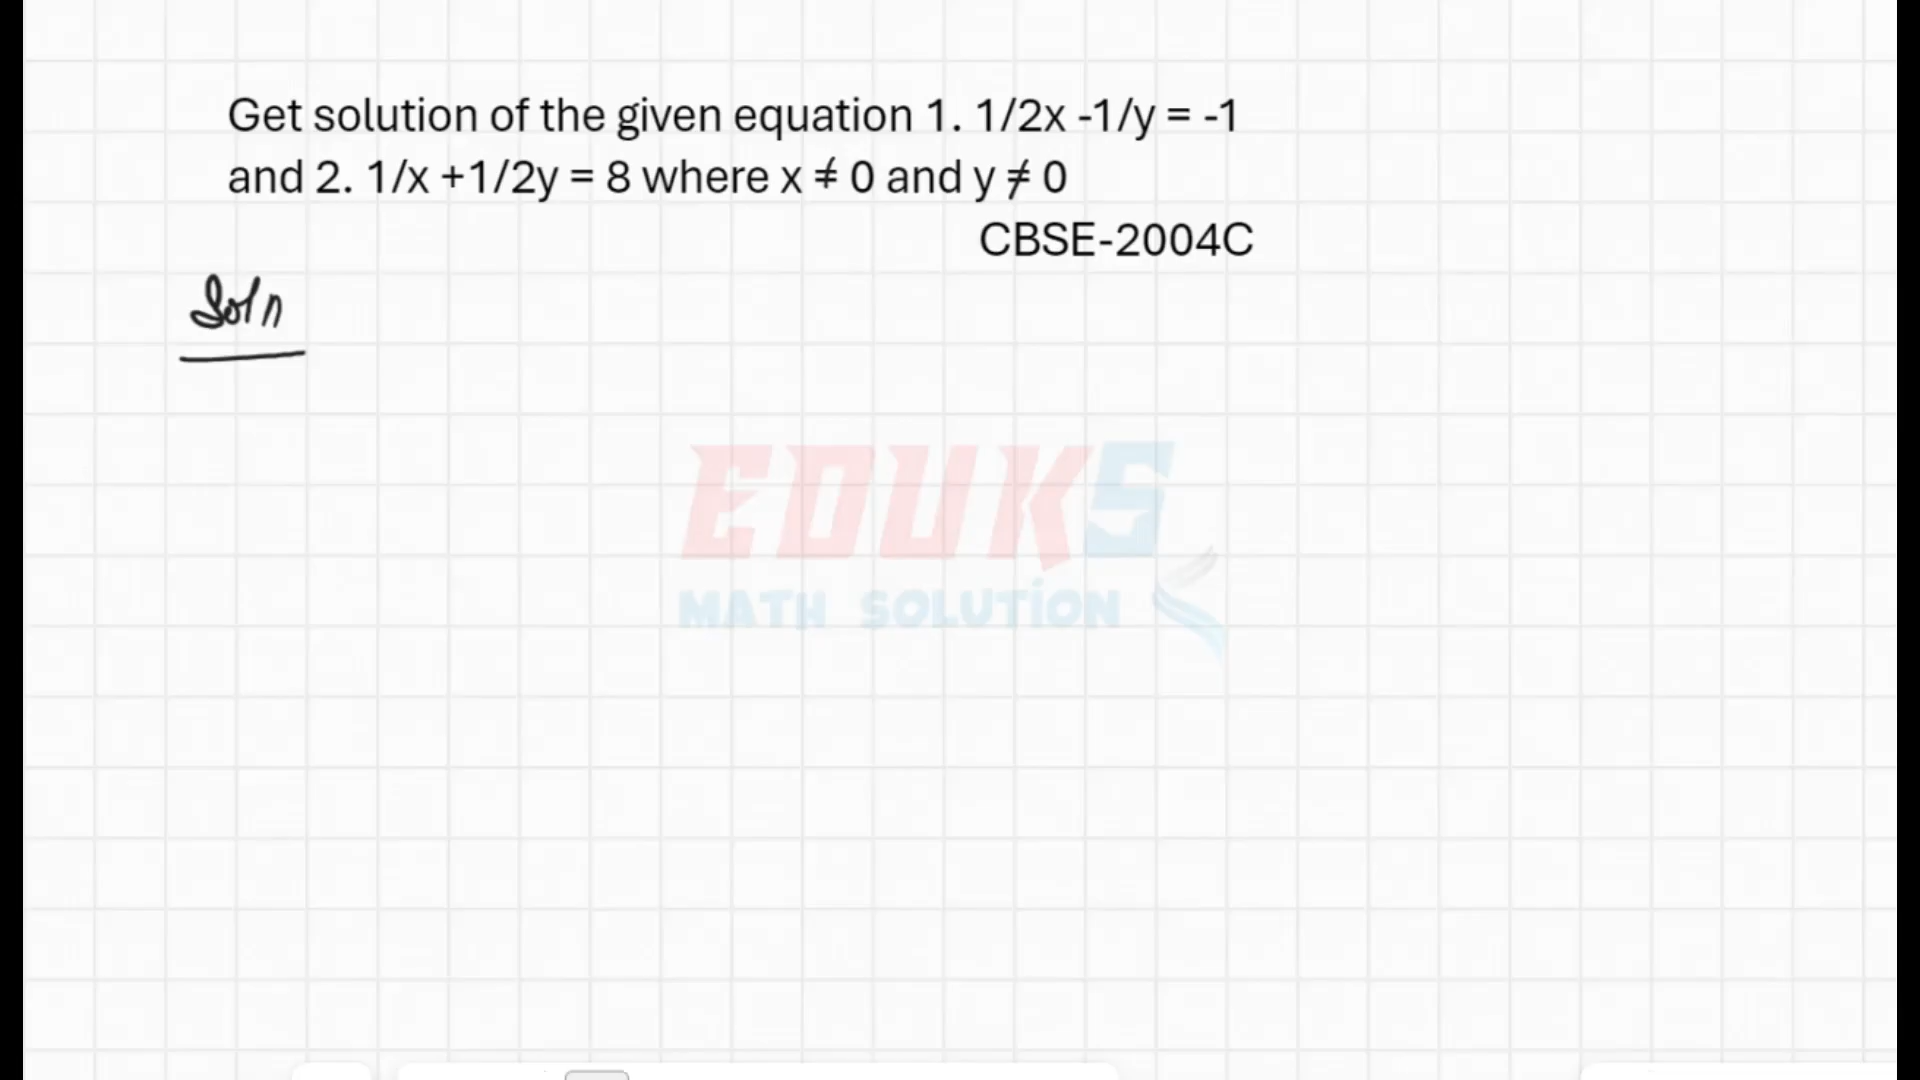 Get solution of the given equation 1. 1/2x -1/y = -1
and 2. 1/x +1/2y = 8 where x ≠ 0 and y ≠ 0
CBSE-2004C
Soln
EDUKS
MATH SOLUTION